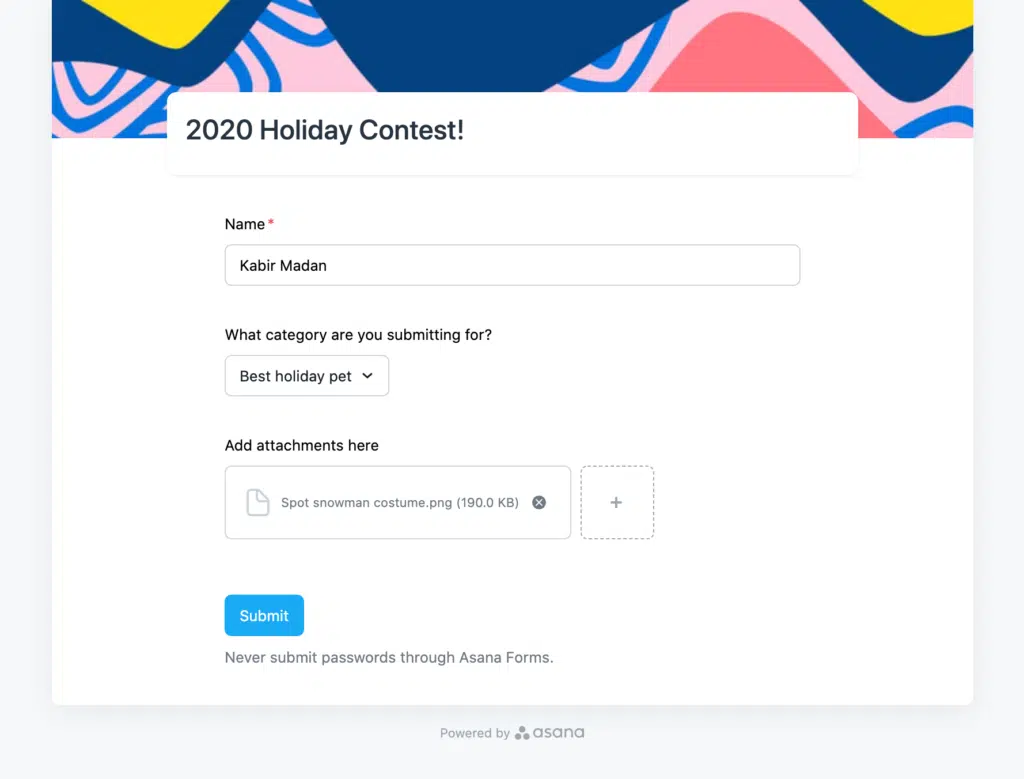 2020 Holiday Contest!
Name*
Kabir Madan
What category are you submitting for?
Best holiday pet
Add attachments here
Spot snowman costume.png (190.0 KB)
+
Submit
Never submit passwords through Asana Forms.
Powered by asana